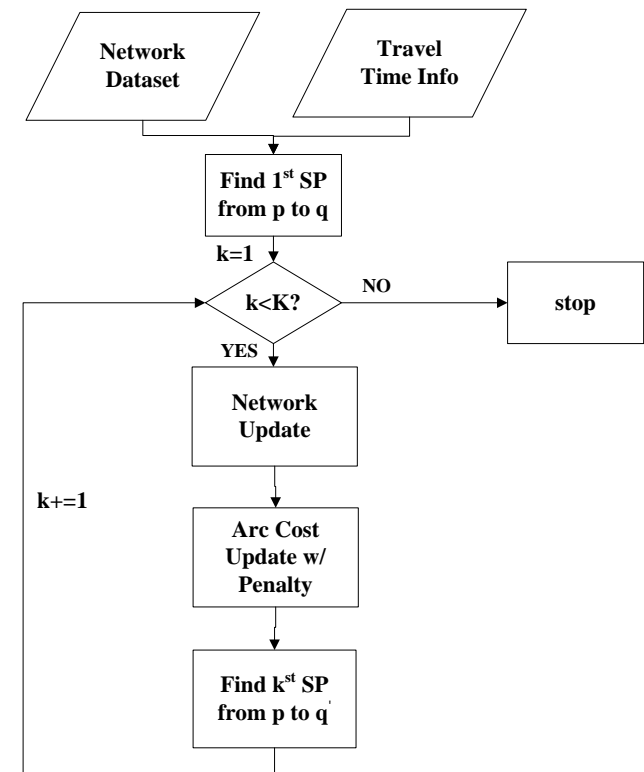 Network
Dataset
Travel
Time Info
Find 1st SP
from p to q
k=1
k<K?
NO
stop
YES
Network
Update
k+=1
Arc Cost
Update w/
Penalty
Find kst SP
from p to q'